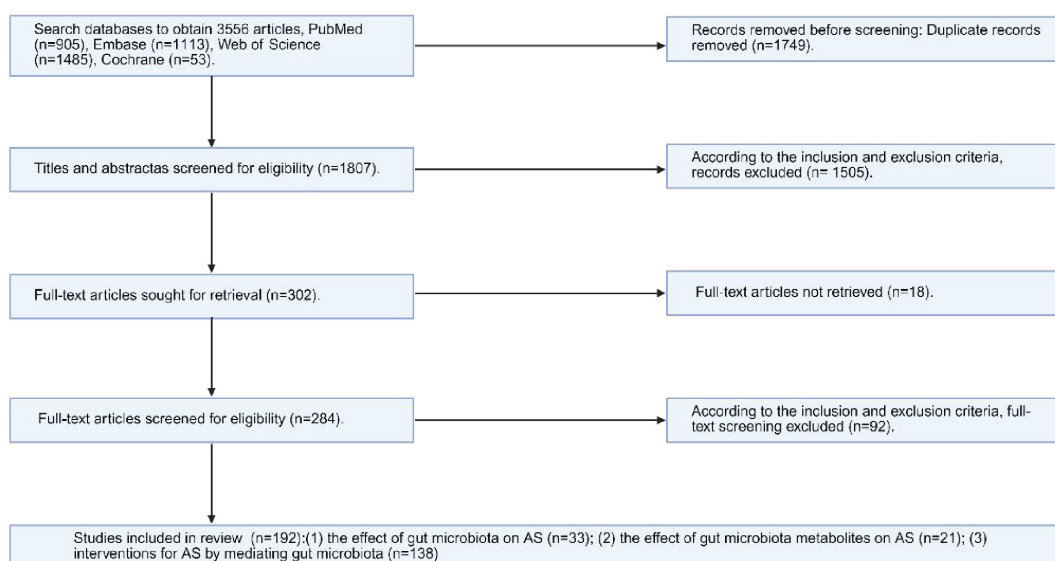 Search databases to obtain 3556 articles, PubMed
(n=905), Embase (n=1113), Web of Science
(n=1485), Cochrane (n=53).
Records removed before screening: Duplicate records
removed (n=1749).
Titles and abstractas screened for eligibility (n=1807).
According to the inclusion and exclusion criteria,
records excluded (n= 1505).
Full-text articles sought for retrieval (n=302).
Full-text articles not retrieved (n=18).
Full-text articles screened for eligibility (n=284).
According to the inclusion and exclusion criteria, full-
text screening excluded (n=92).
Studies included in review (n=192):(1) the effect of gut microbiota on AS (n=33); (2) the effect of gut microbiota metabolites on AS (n=21); (3)
interventions for AS by mediating gut microbiota (n=138)